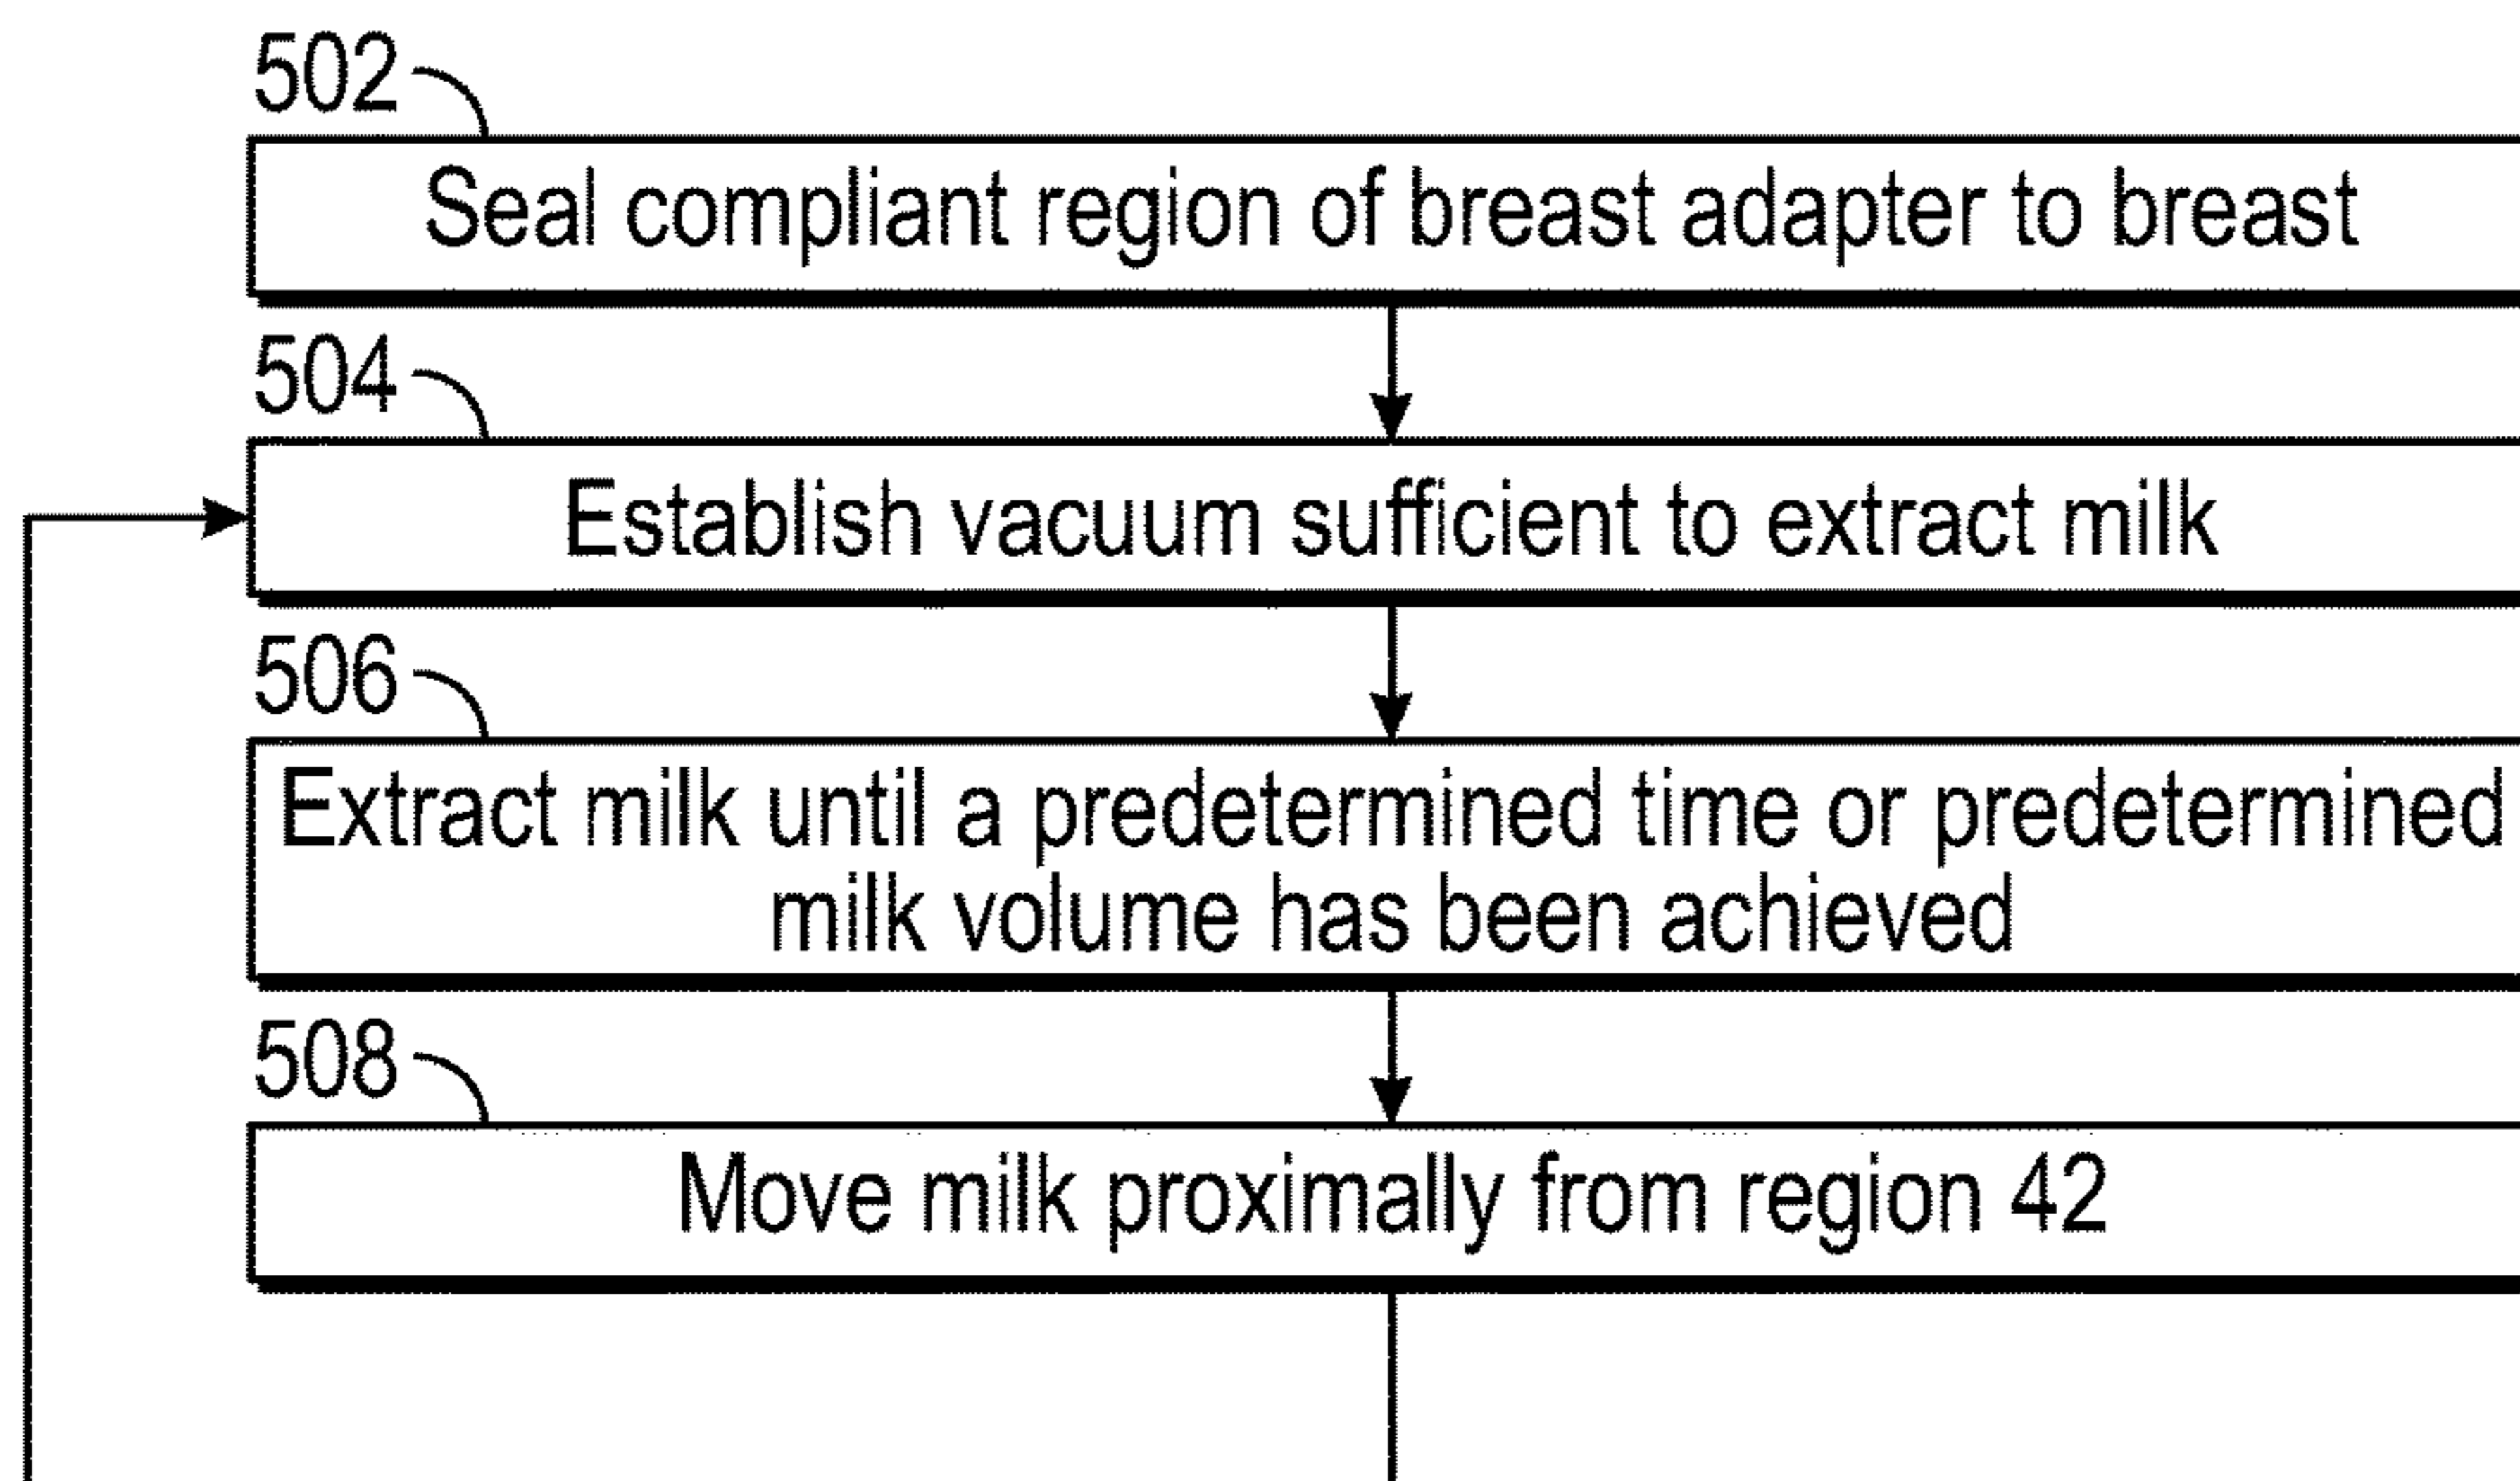 502
Seal compliant region of breast adapter to breast
504
Establish vacuum sufficient to extract milk
506
Extract milk until a predetermined time or predetermined
milk volume has been achieved
508
Move milk proximally from region 42